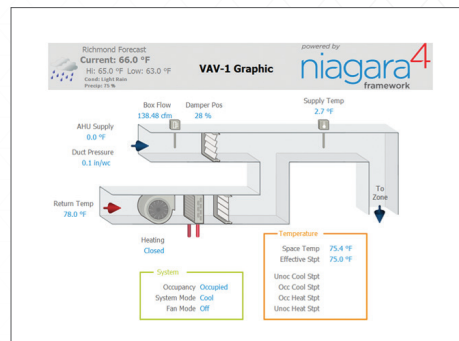 Richmond Forecast
Current: 66.0 °F
Hi: 65.0 °F Low: 63.0 °F
Cond: Light Rain
Precip: 70 %
VAV-1 Graphic
powered by
niagara4
framework
Box Flow
138.48 cfm
Damper Pos
28 %
Supply Temp
2.7 °F
AHU Supply
0.0 °F
Duct Pressure
0.1 in/wc
Return Temp
78.0 °F
To
Zone
Heating
Closed
System
Occupancy Occupied
System Mode Cool
Fan Mode Off
Temperature
Space Temp 75.4 °F
Effective Stpt 75.0 °F
Unoc Cool Stpt
Occ Cool Stpt
Occ Heat Stpt
Unoc Heat Stpt